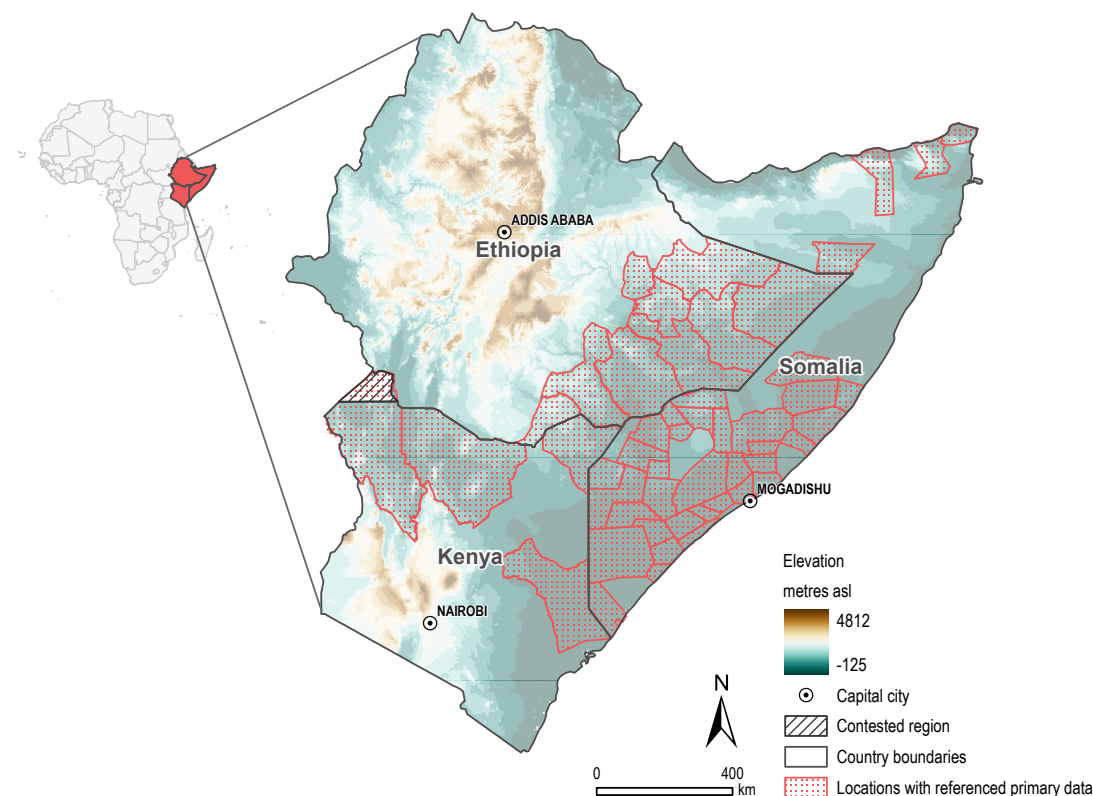 ADDIS ABABA
Ethiopia
Somalia
MOGADISHU
Kenya
NAIROBI
Elevation
metres asl
4812
-125
Capital city
Contested region
Country boundaries
Locations with referenced primary data
N
0 400
km